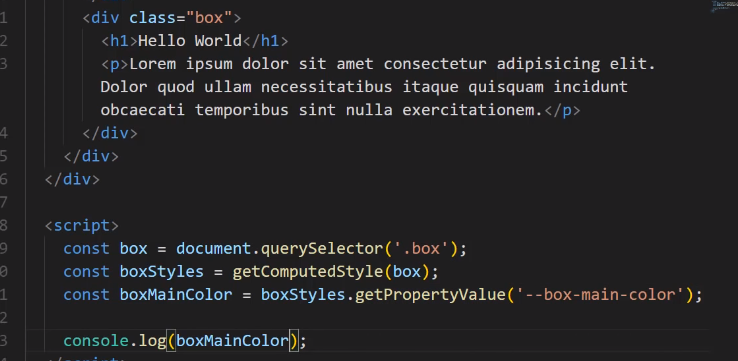 1 <div class="box">
2 <h1>Hello World</h1>
3 <p>Lorem ipsum dolor sit amet consectetur adipisicing elit.
Dolor quod ullam necessitatibus itaque quisquam incidunt
obcaecati temporibus sint nulla exercitationem.</p>
4 </div>
5 </div>
6 </div>
7
8 <script>
9 const box = document.querySelector('.box');
0 const boxStyles = getComputedStyle(box);
1 const boxMainColor = boxStyles.getPropertyValue('--box-main-color');
2
3 console.log(boxMainColor);